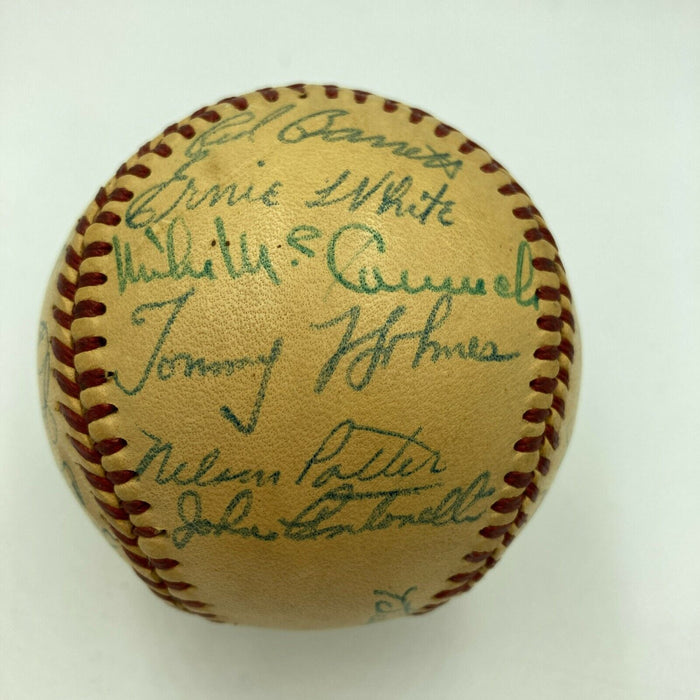 Red Barrett
Ernie White
Mike McCormick
Tommy Holmes
Nelson Potter
John Antonelli